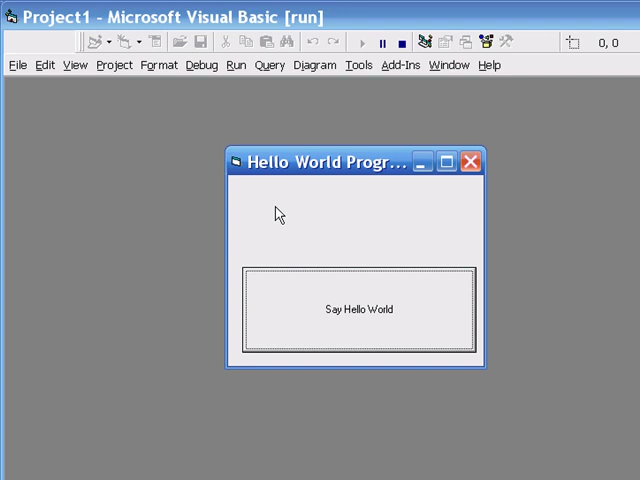 Project1 - Microsoft Visual Basic [run]
0, 0
File Edit View Project Format Debug Run Query Diagram Tools Add-Ins Window Help
Hello World Progr...
Say Hello World